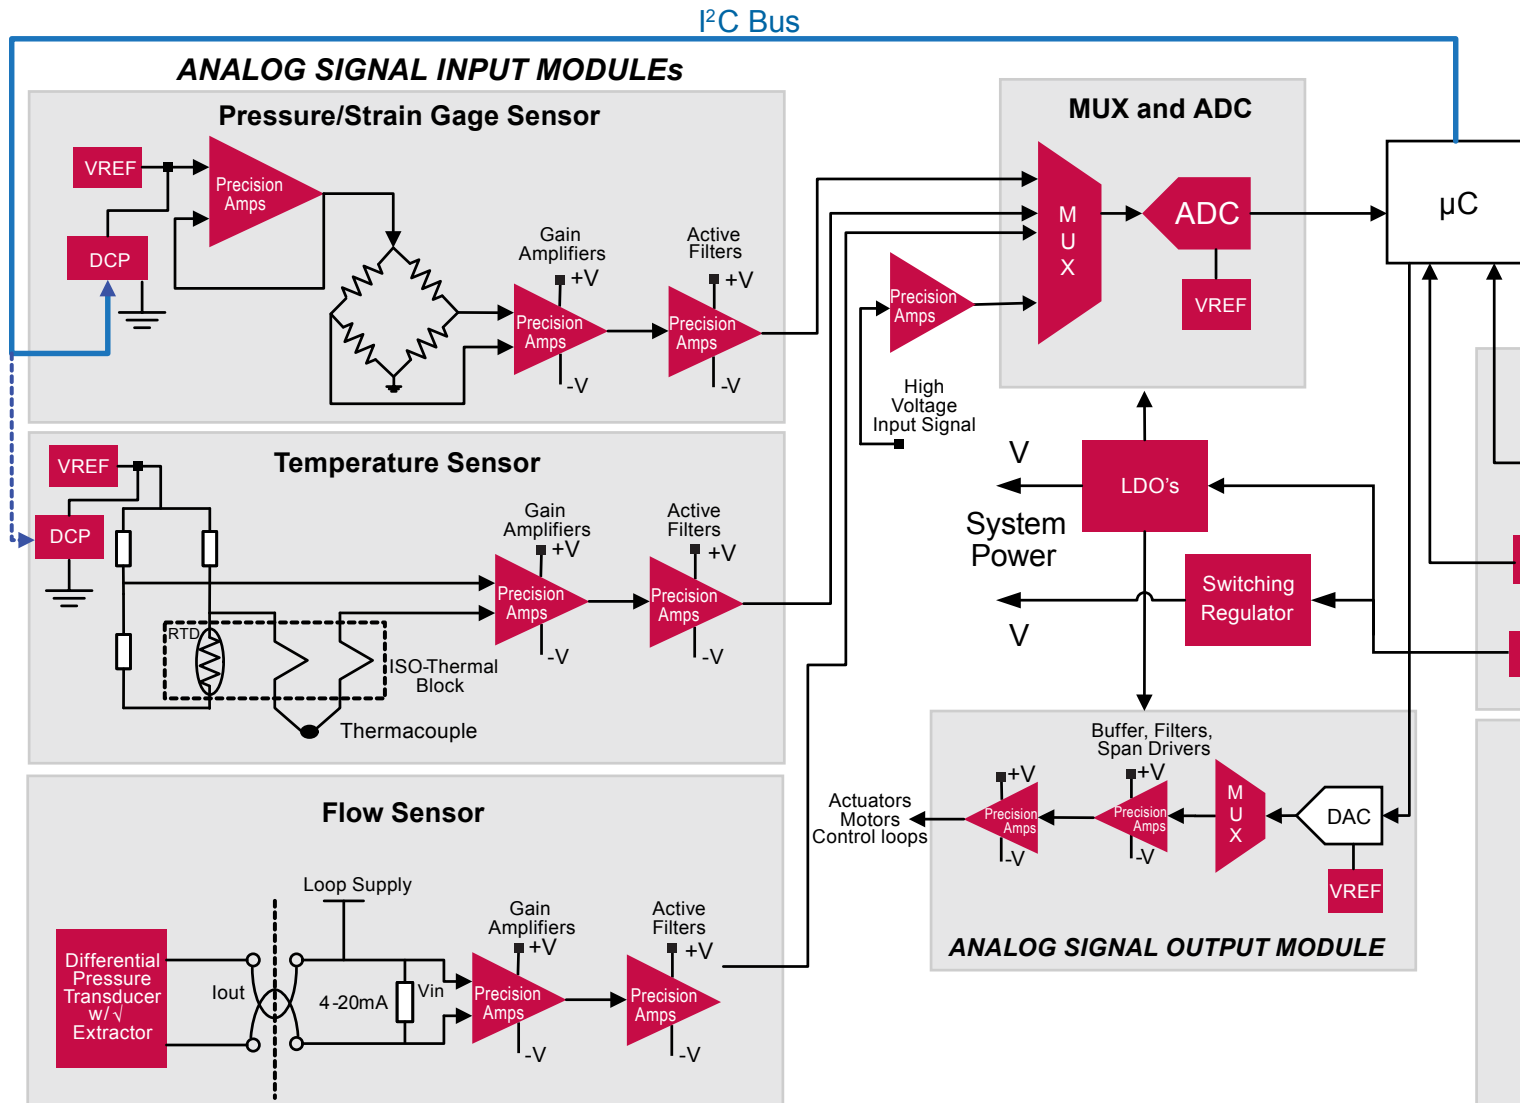 I²C Bus
ANALOG SIGNAL INPUT MODULEs
Pressure/Strain Gage Sensor
VREF
DCP
Precision
Amps
Gain
Amplifiers
+V
Precision
Amps
-V
Active
Filters
+V
Precision
Amps
-V
Temperature Sensor
VREF
DCP
RTD
ISO-Thermal
Block
Thermacouple
Gain
Amplifiers
+V
Precision
Amps
-V
Active
Filters
+V
Precision
Amps
-V
Flow Sensor
Differential
Pressure
Transducer
w/√
Extractor
Iout
Loop Supply
4-20mA
Vin
Gain
Amplifiers
+V
Precision
Amps
-V
Active
Filters
+V
Precision
Amps
-V
MUX and ADC
M
U
X
ADC
VREF
Precision
Amps
High
Voltage
Input Signal
µC
V
LDO's
System
Power
Switching
Regulator
V
Buffer, Filters,
Span Drivers
Actuators
Motors
Control loops
+V
Precision
Amps
-V
+V
Precision
Amps
-V
M
U
X
DAC
VREF
ANALOG SIGNAL OUTPUT MODULE